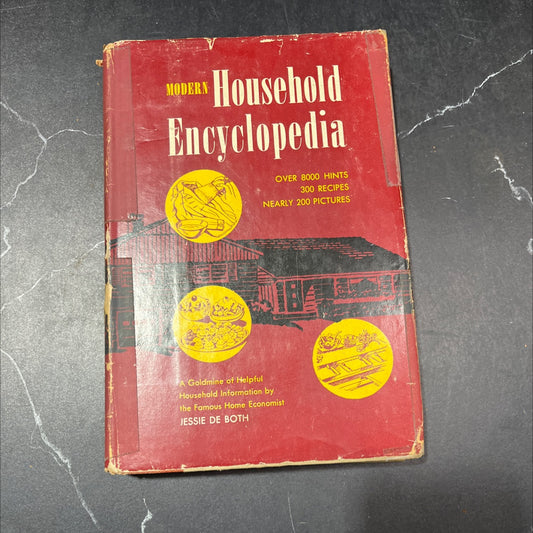 MODERN Household
Encyclopedia
OVER 8000 HINTS
300 RECIPES
NEARLY 200 PICTURES
A Goldmine of Helpful
Household Information by
the Famous Home Economist
JESSIE DE BOTH